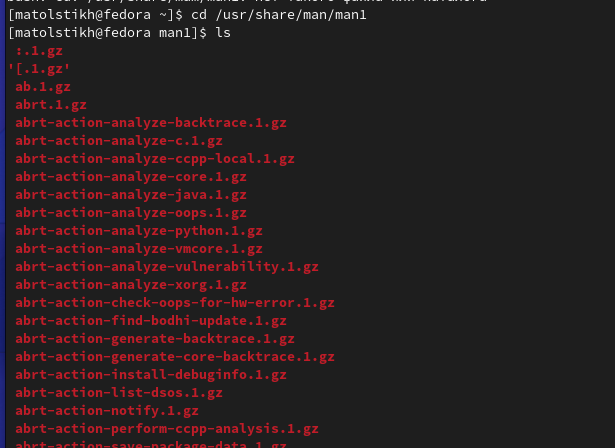 [matolstikh@fedora ~]$ cd /usr/share/man/man1
[matolstikh@fedora man1]$ ls
:.1.gz
'[.1.gz'
ab.1.gz
abrt.1.gz
abrt-action-analyze-backtrace.1.gz
abrt-action-analyze-c.1.gz
abrt-action-analyze-ccpp-local.1.gz
abrt-action-analyze-core.1.gz
abrt-action-analyze-java.1.gz
abrt-action-analyze-oops.1.gz
abrt-action-analyze-python.1.gz
abrt-action-analyze-vmcore.1.gz
abrt-action-analyze-vulnerability.1.gz
abrt-action-analyze-xorg.1.gz
abrt-action-check-oops-for-hw-error.1.gz
abrt-action-find-bodhi-update.1.gz
abrt-action-generate-backtrace.1.gz
abrt-action-generate-core-backtrace.1.gz
abrt-action-install-debuginfo.1.gz
abrt-action-list-dsos.1.gz
abrt-action-notify.1.gz
abrt-action-perform-ccpp-analysis.1.gz
abrt-action-save-package-data.1.gz